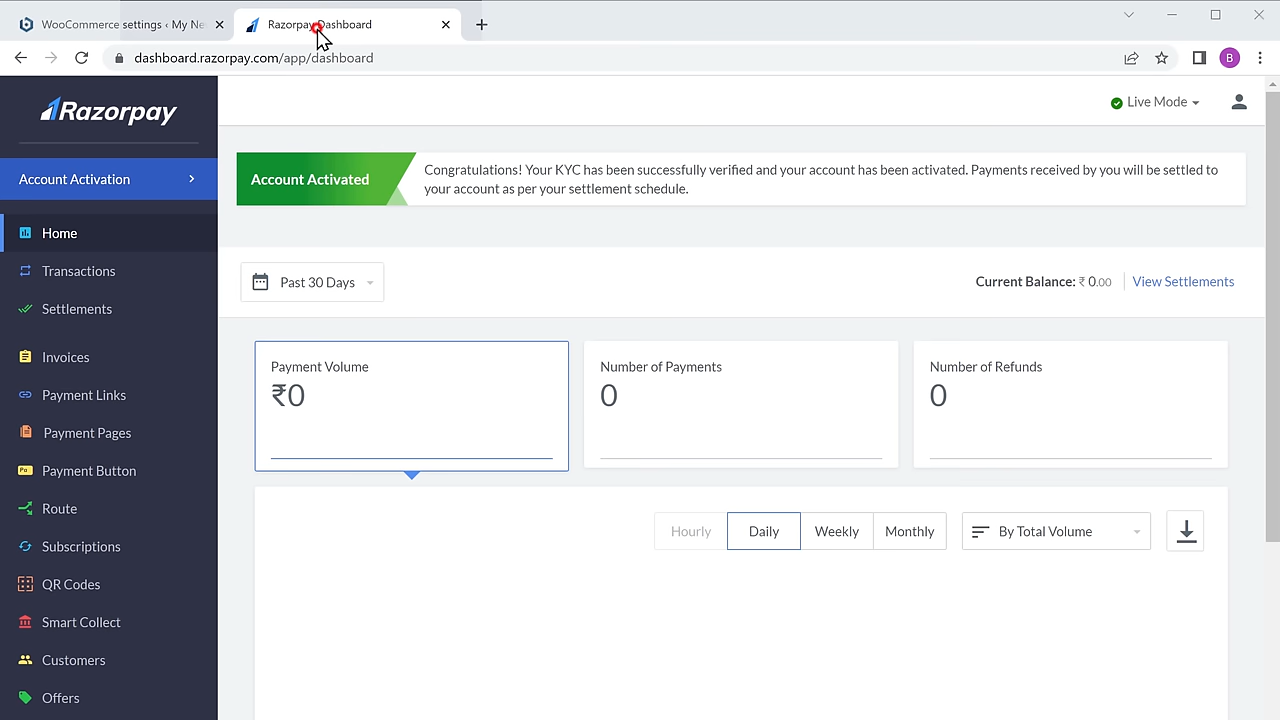 WooCommerce settings ‹ My Ne
Razorpay Dashboard
dashboard.razorpay.com/app/dashboard
B
Razorpay
Live Mode
Account Activation
Account Activated
Congratulations! Your KYC has been successfully verified and your account has been activated. Payments received by you will be settled to
your account as per your settlement schedule.
Home
Transactions
Settlements
Invoices
Payment Links
Payment Pages
Payment Button
Route
Subscriptions
QR Codes
Smart Collect
Customers
Offers
Past 30 Days
Current Balance: ₹ 0.00
View Settlements
Payment Volume
₹0
Number of Payments
0
Number of Refunds
0
Hourly
Daily
Weekly
Monthly
By Total Volume